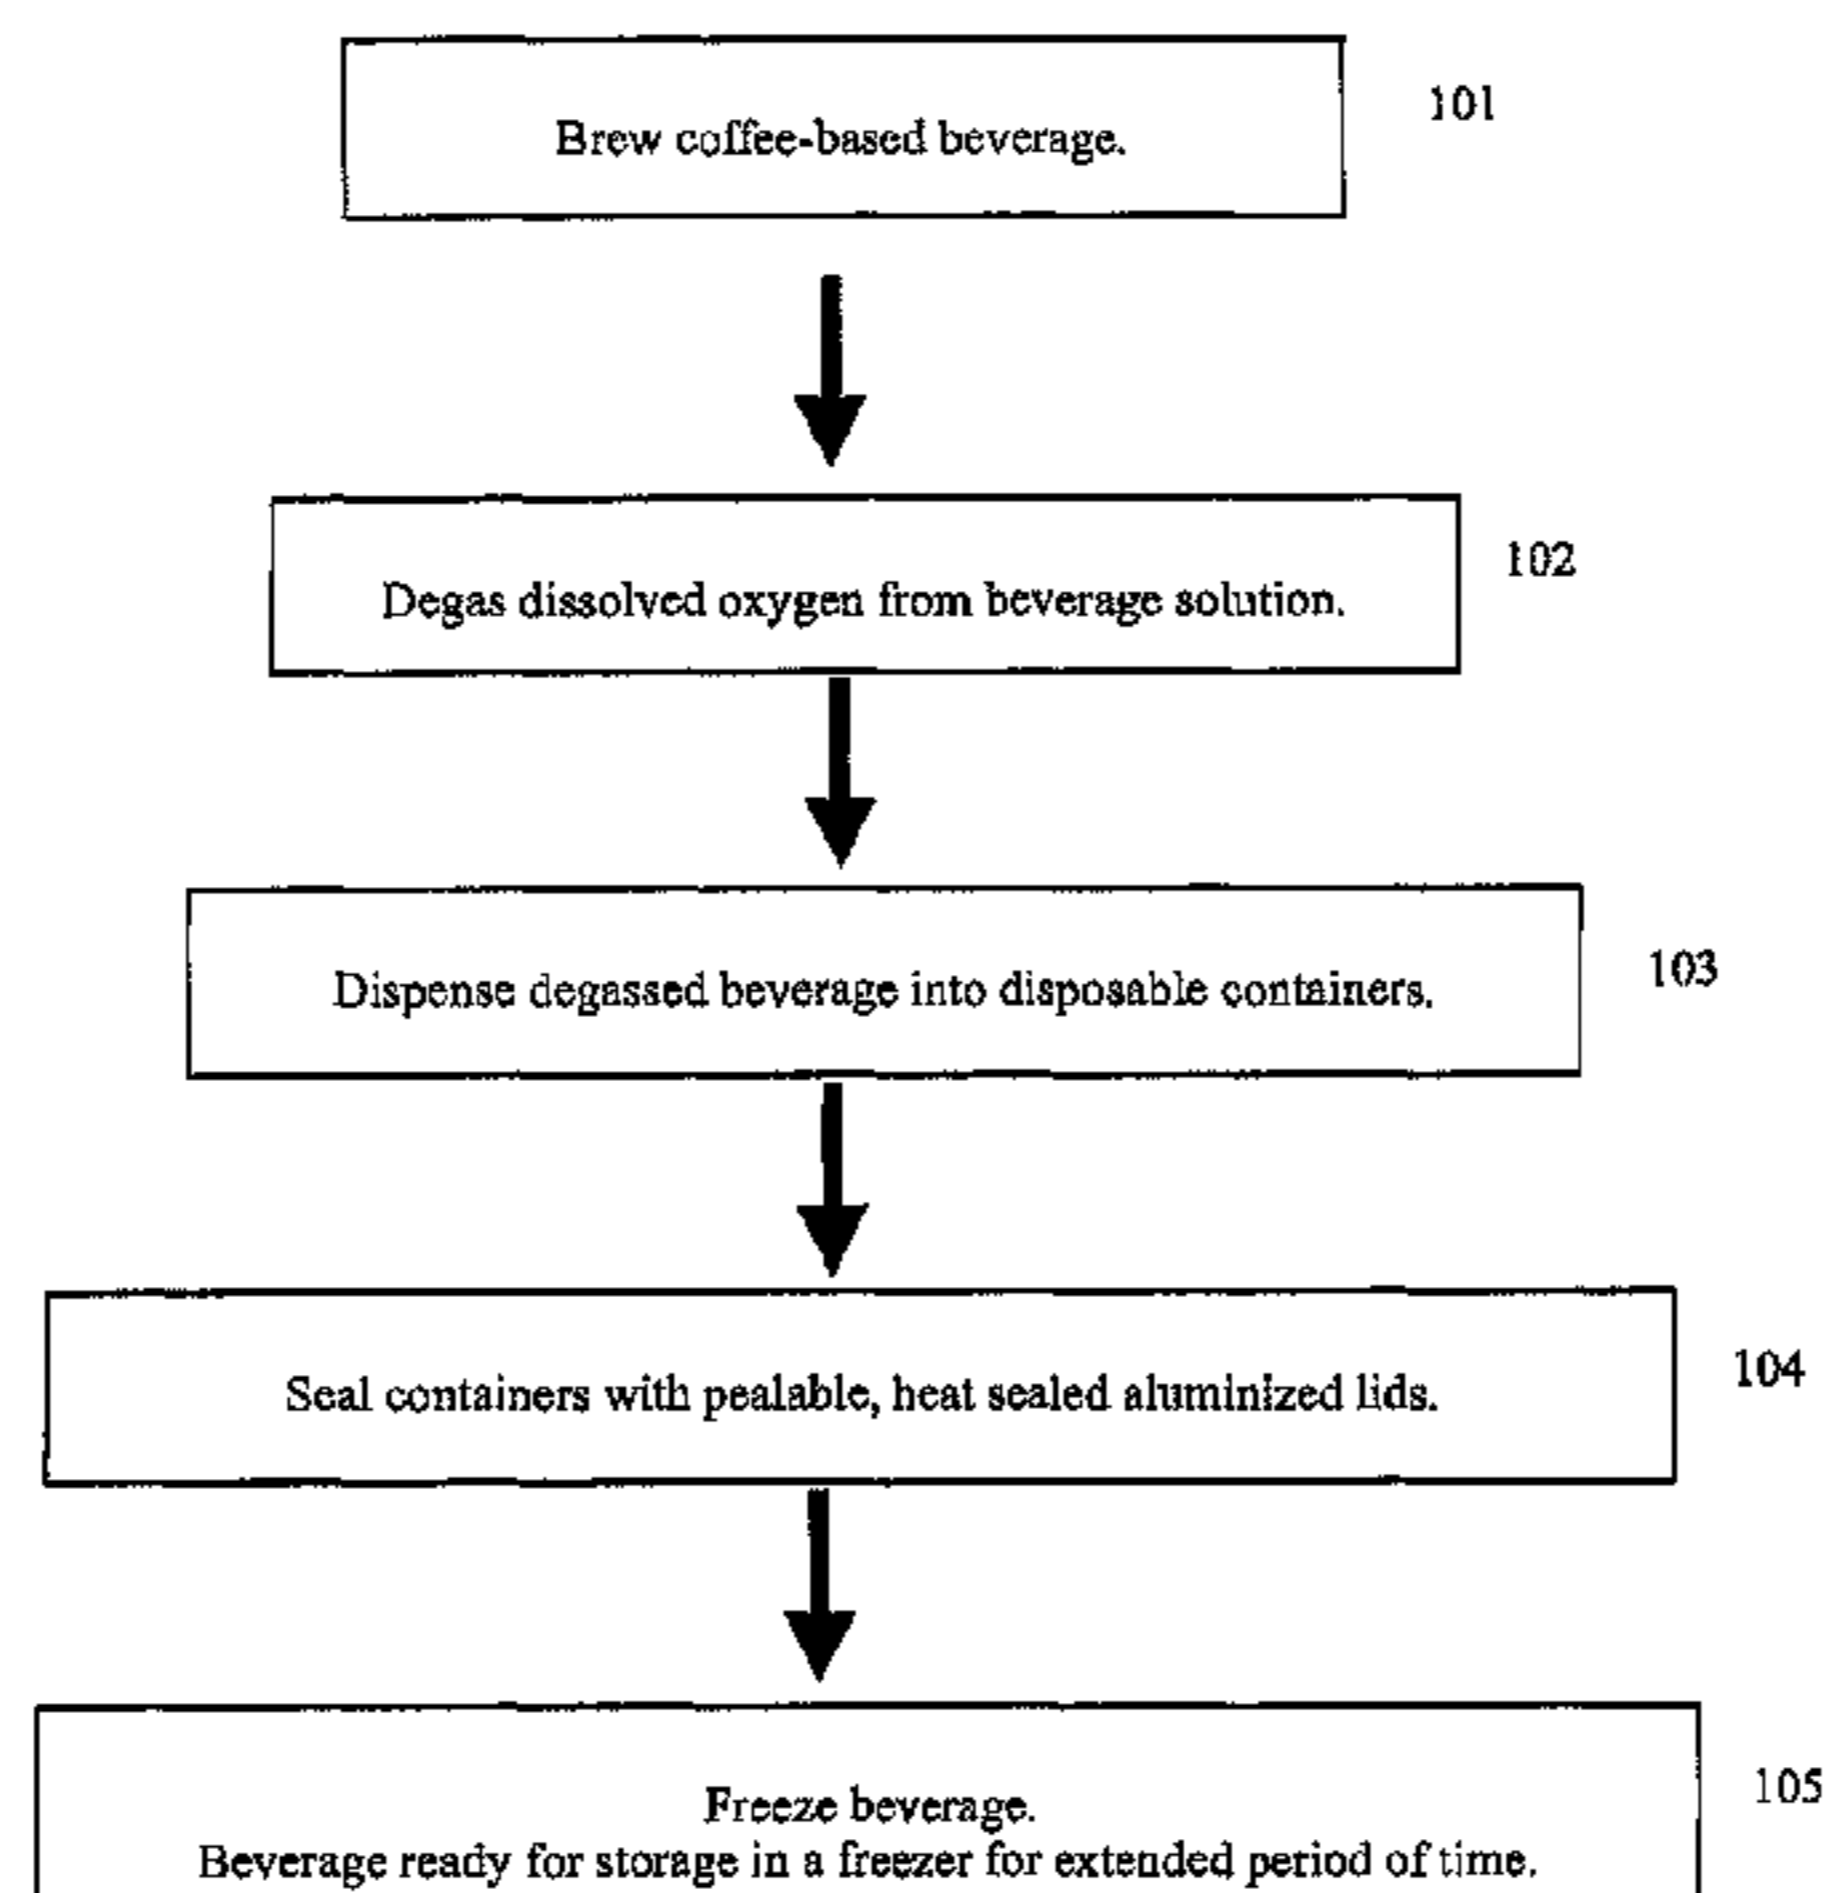 101
Brew coffee-based beverage.
102
Degas dissolved oxygen from beverage solution.
103
Dispense degassed beverage into disposable containers.
104
Seal containers with pealable, heat sealed aluminized lids.
105
Freeze beverage.
Beverage ready for storage in a freezer for extended period of time.